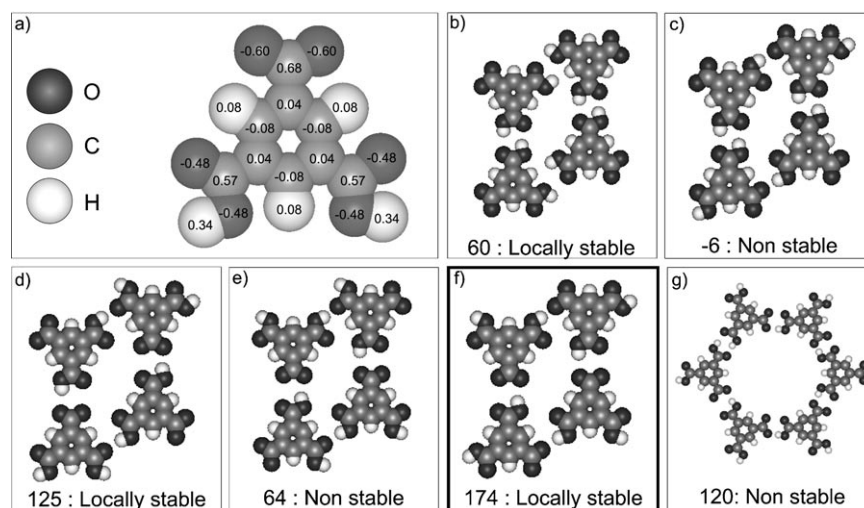 a)
O
C
H
-0.60 -0.60
0.68
0.08 0.04 0.08
-0.08 -0.08
-0.48 0.04 0.04 -0.48
0.57 -0.08 0.57
-0.48 0.08 -0.48
0.34 0.34
b)
60 : Locally stable
c)
-6 : Non stable
d)
125 : Locally stable
e)
64 : Non stable
f)
174 : Locally stable
g)
120: Non stable